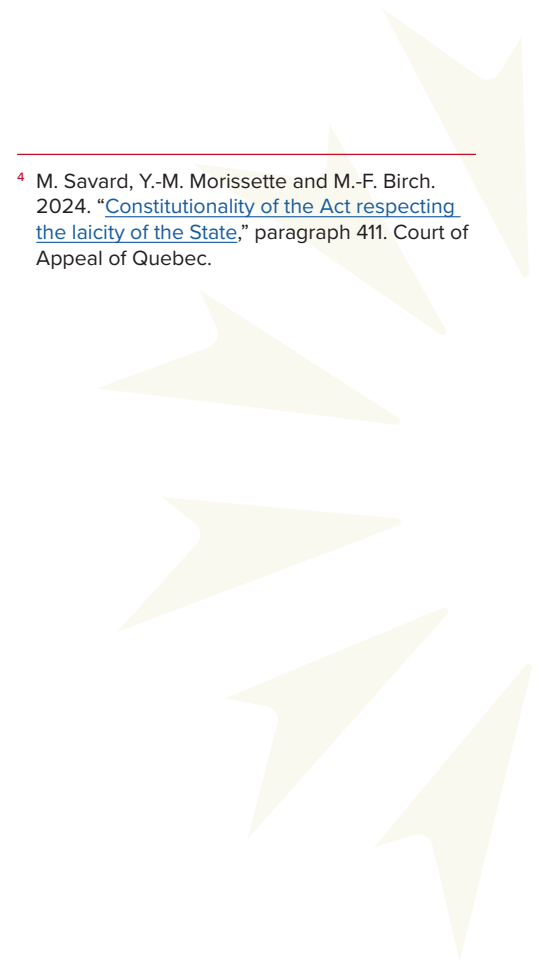 4 M. Savard, Y.-M. Morissette and M.-F. Birch.
2024. “Constitutionality of the Act respecting
the laicity of the State,” paragraph 411. Court of
Appeal of Quebec.